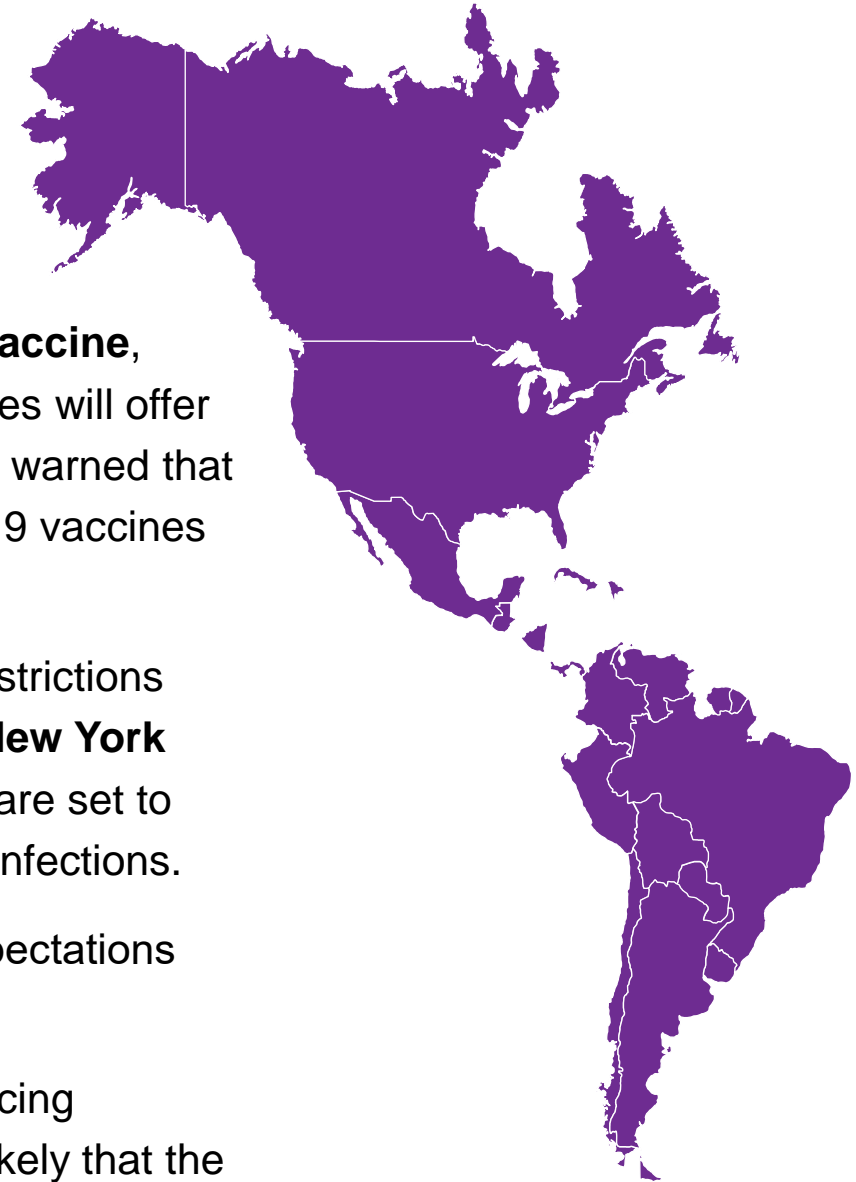 accine,
es will offer
warned that
9 vaccines
strictions
New York
are set to
nfections.
pectations
cing
kely that the